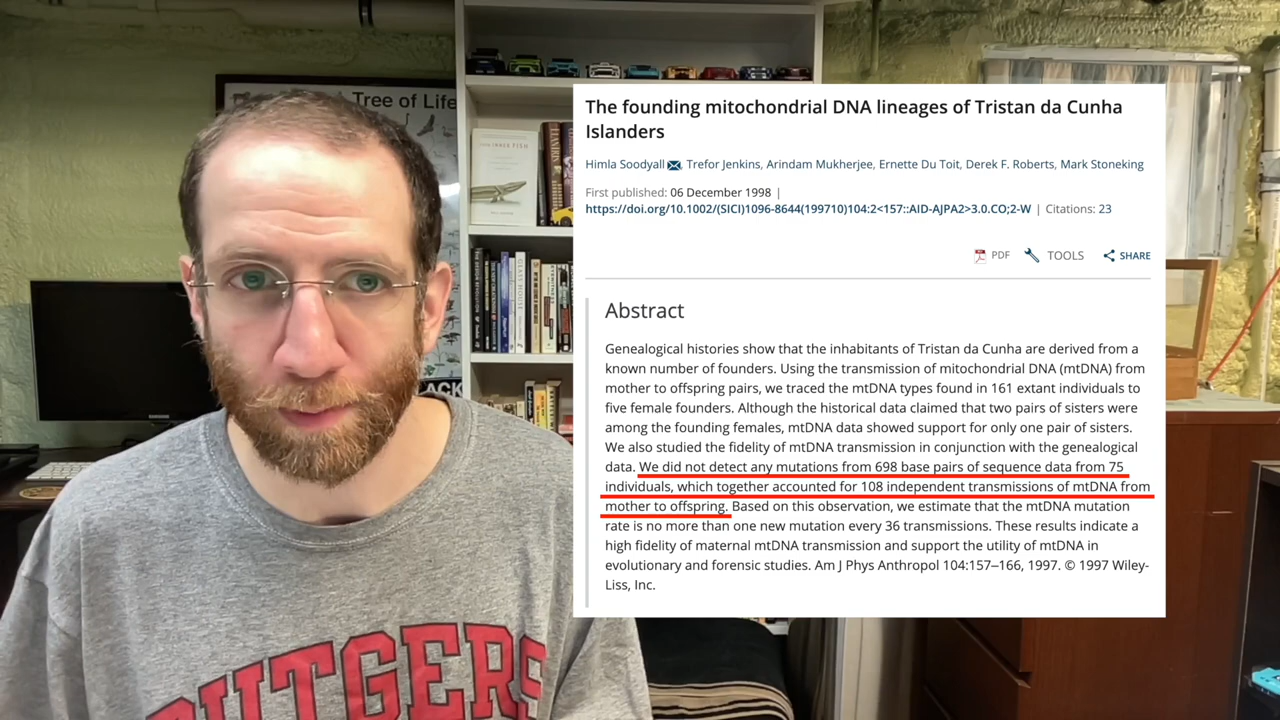 Tree of Life
The founding mitochondrial DNA lineages of Tristan da Cunha
Islanders
Himla Soodyall, Trefor Jenkins, Arindam Mukherjee, Ernette Du Toit, Derek F. Roberts, Mark Stoneking
First published: 06 December 1998 |
https://doi.org/10.1002/(SICI)1096-8644(199710)104:2<157::AID-AJPA2>3.0.CO;2-W | Citations: 23
PDF TOOLS SHARE
Abstract
Genealogical histories show that the inhabitants of Tristan da Cunha are derived from a
known number of founders. Using the transmission of mitochondrial DNA (mtDNA) from
mother to offspring pairs, we traced the mtDNA types found in 161 extant individuals to
five female founders. Although the historical data claimed that two pairs of sisters were
among the founding females, mtDNA data showed support for only one pair of sisters.
We also studied the fidelity of mtDNA transmission in conjunction with the genealogical
data. We did not detect any mutations from 698 base pairs of sequence data from 75
individuals, which together accounted for 108 independent transmissions of mtDNA from
mother to offspring. Based on this observation, we estimate that the mtDNA mutation
rate is no more than one new mutation every 36 transmissions. These results indicate a
high fidelity of maternal mtDNA transmission and support the utility of mtDNA in
evolutionary and forensic studies. Am J Phys Anthropol 104:157–166, 1997. © 1997 Wiley-
Liss, Inc.
ACK
RUTGERS